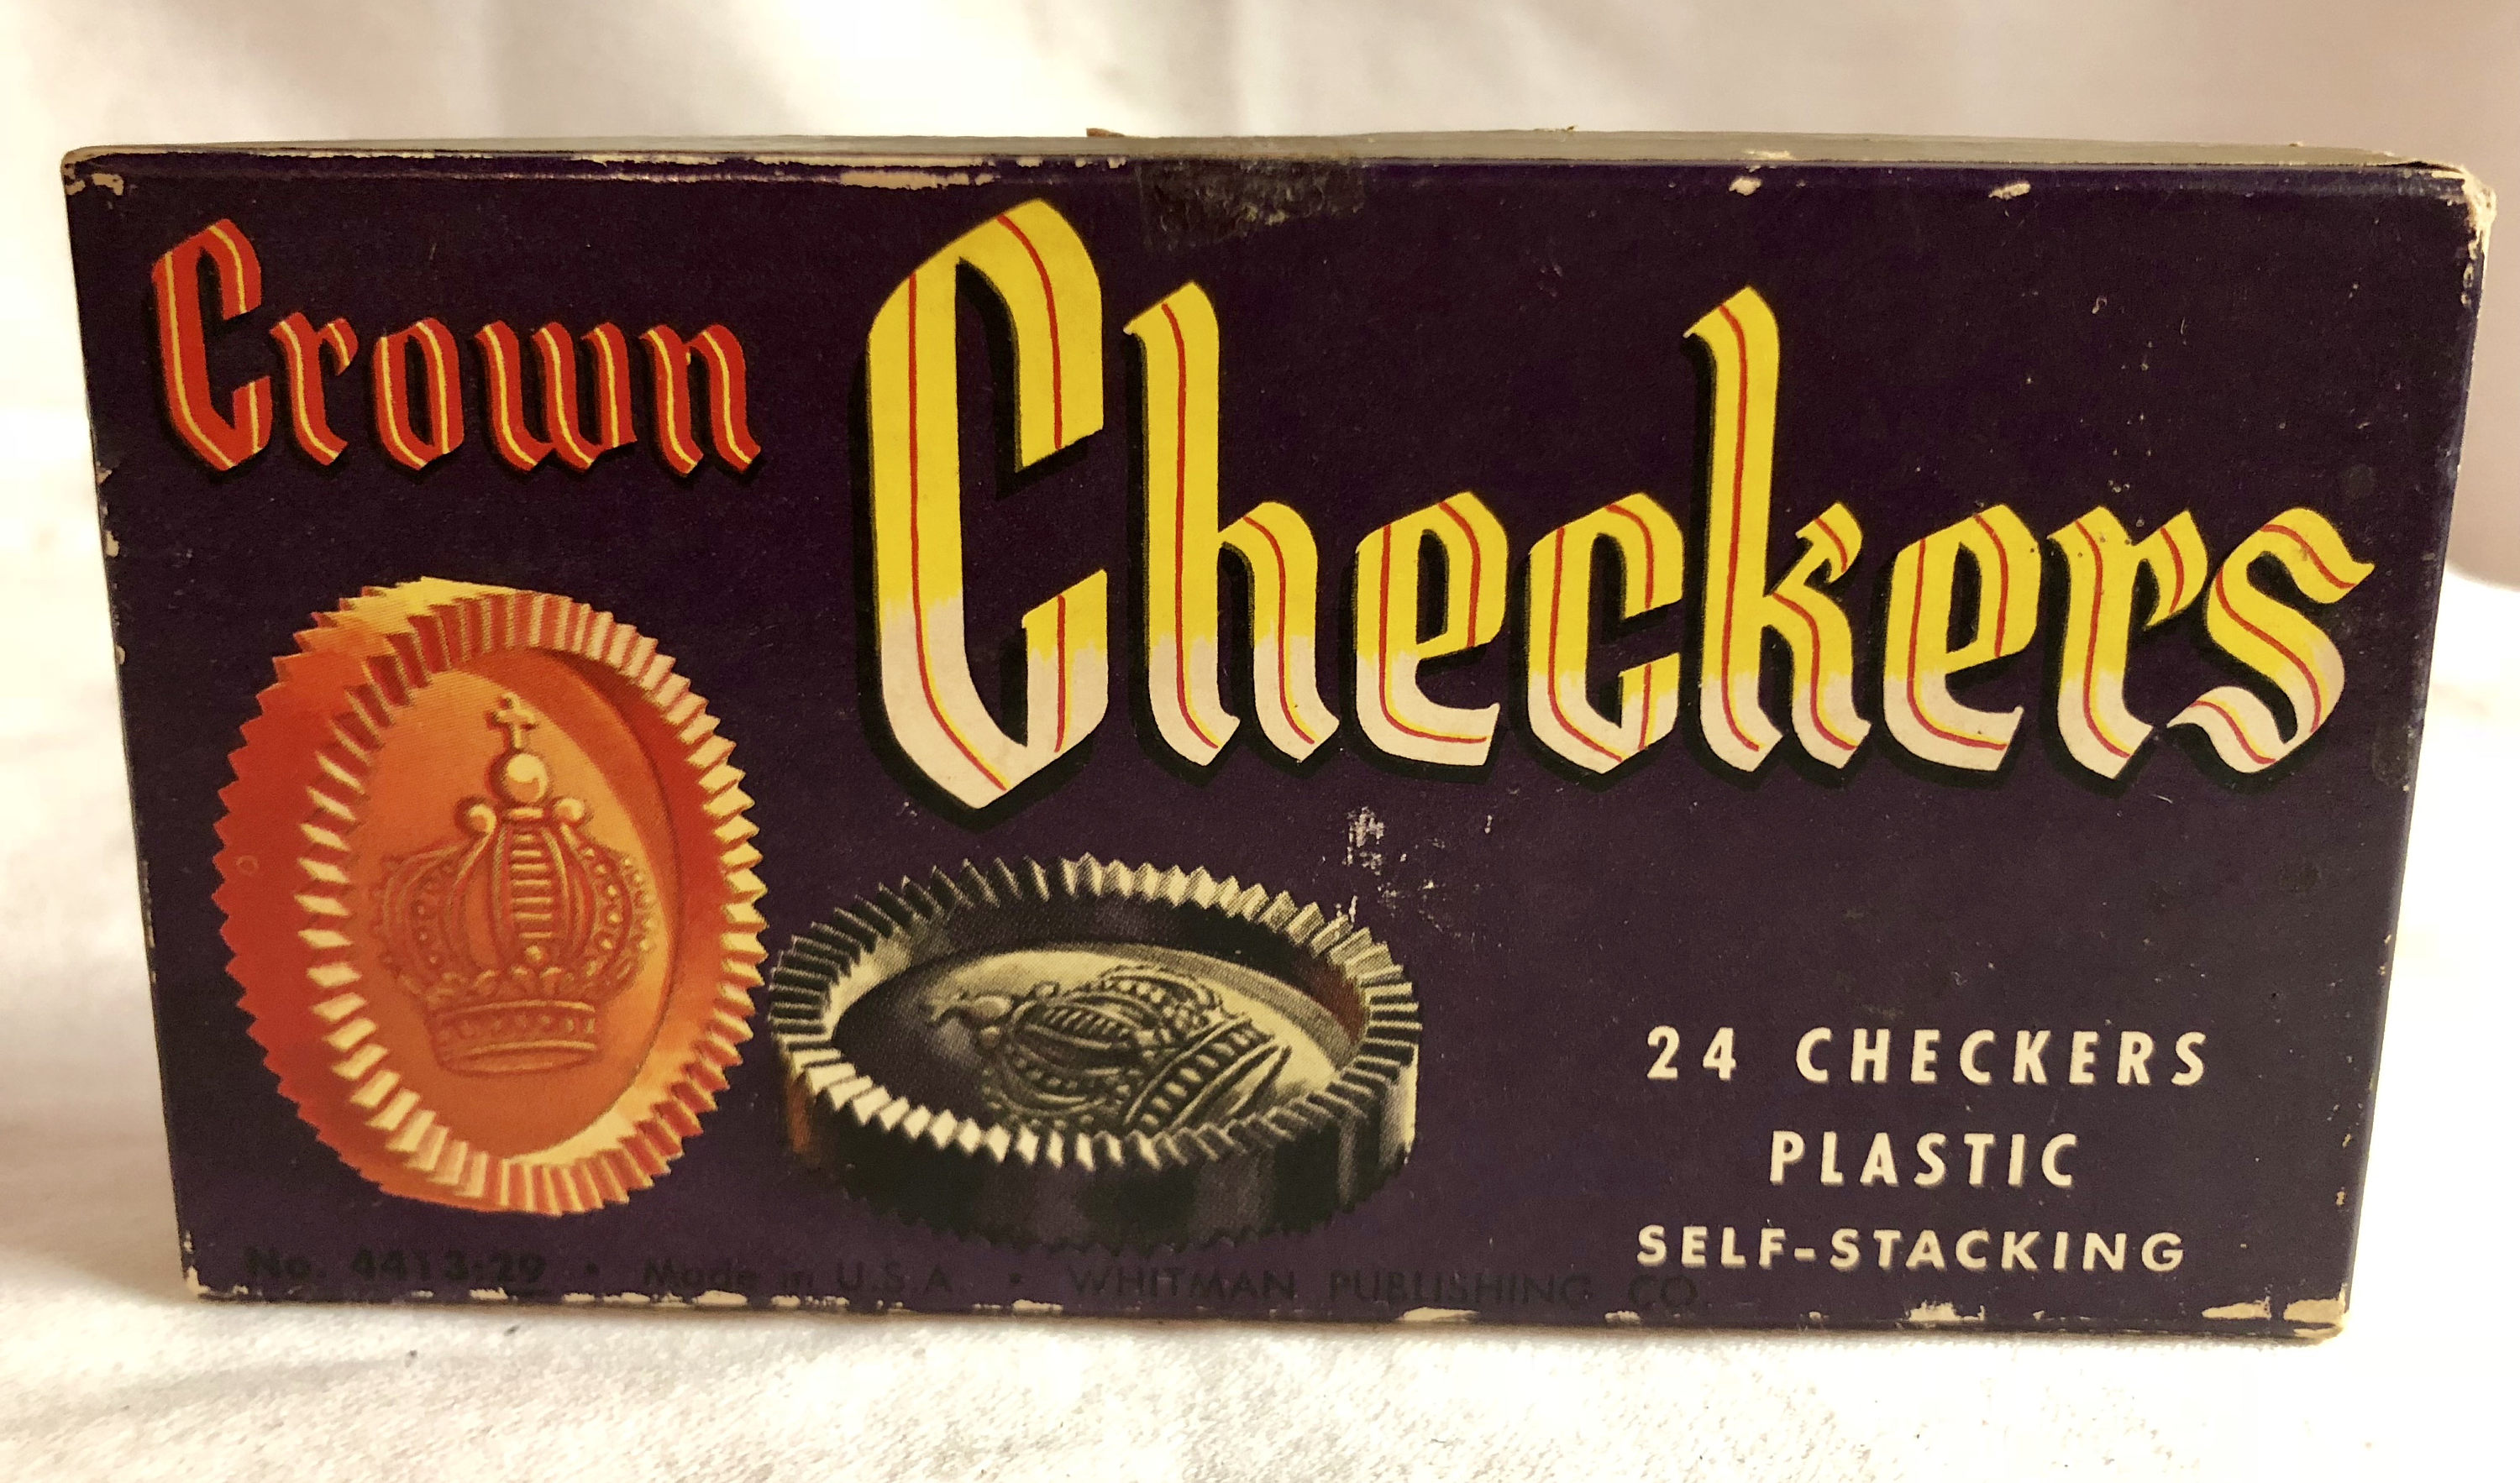 Crown Checkers
24 CHECKERS
PLASTIC
SELF-STACKING
No. 4413:29 • Made in U.S.A. • WHITMAN PUBLISHING CO.